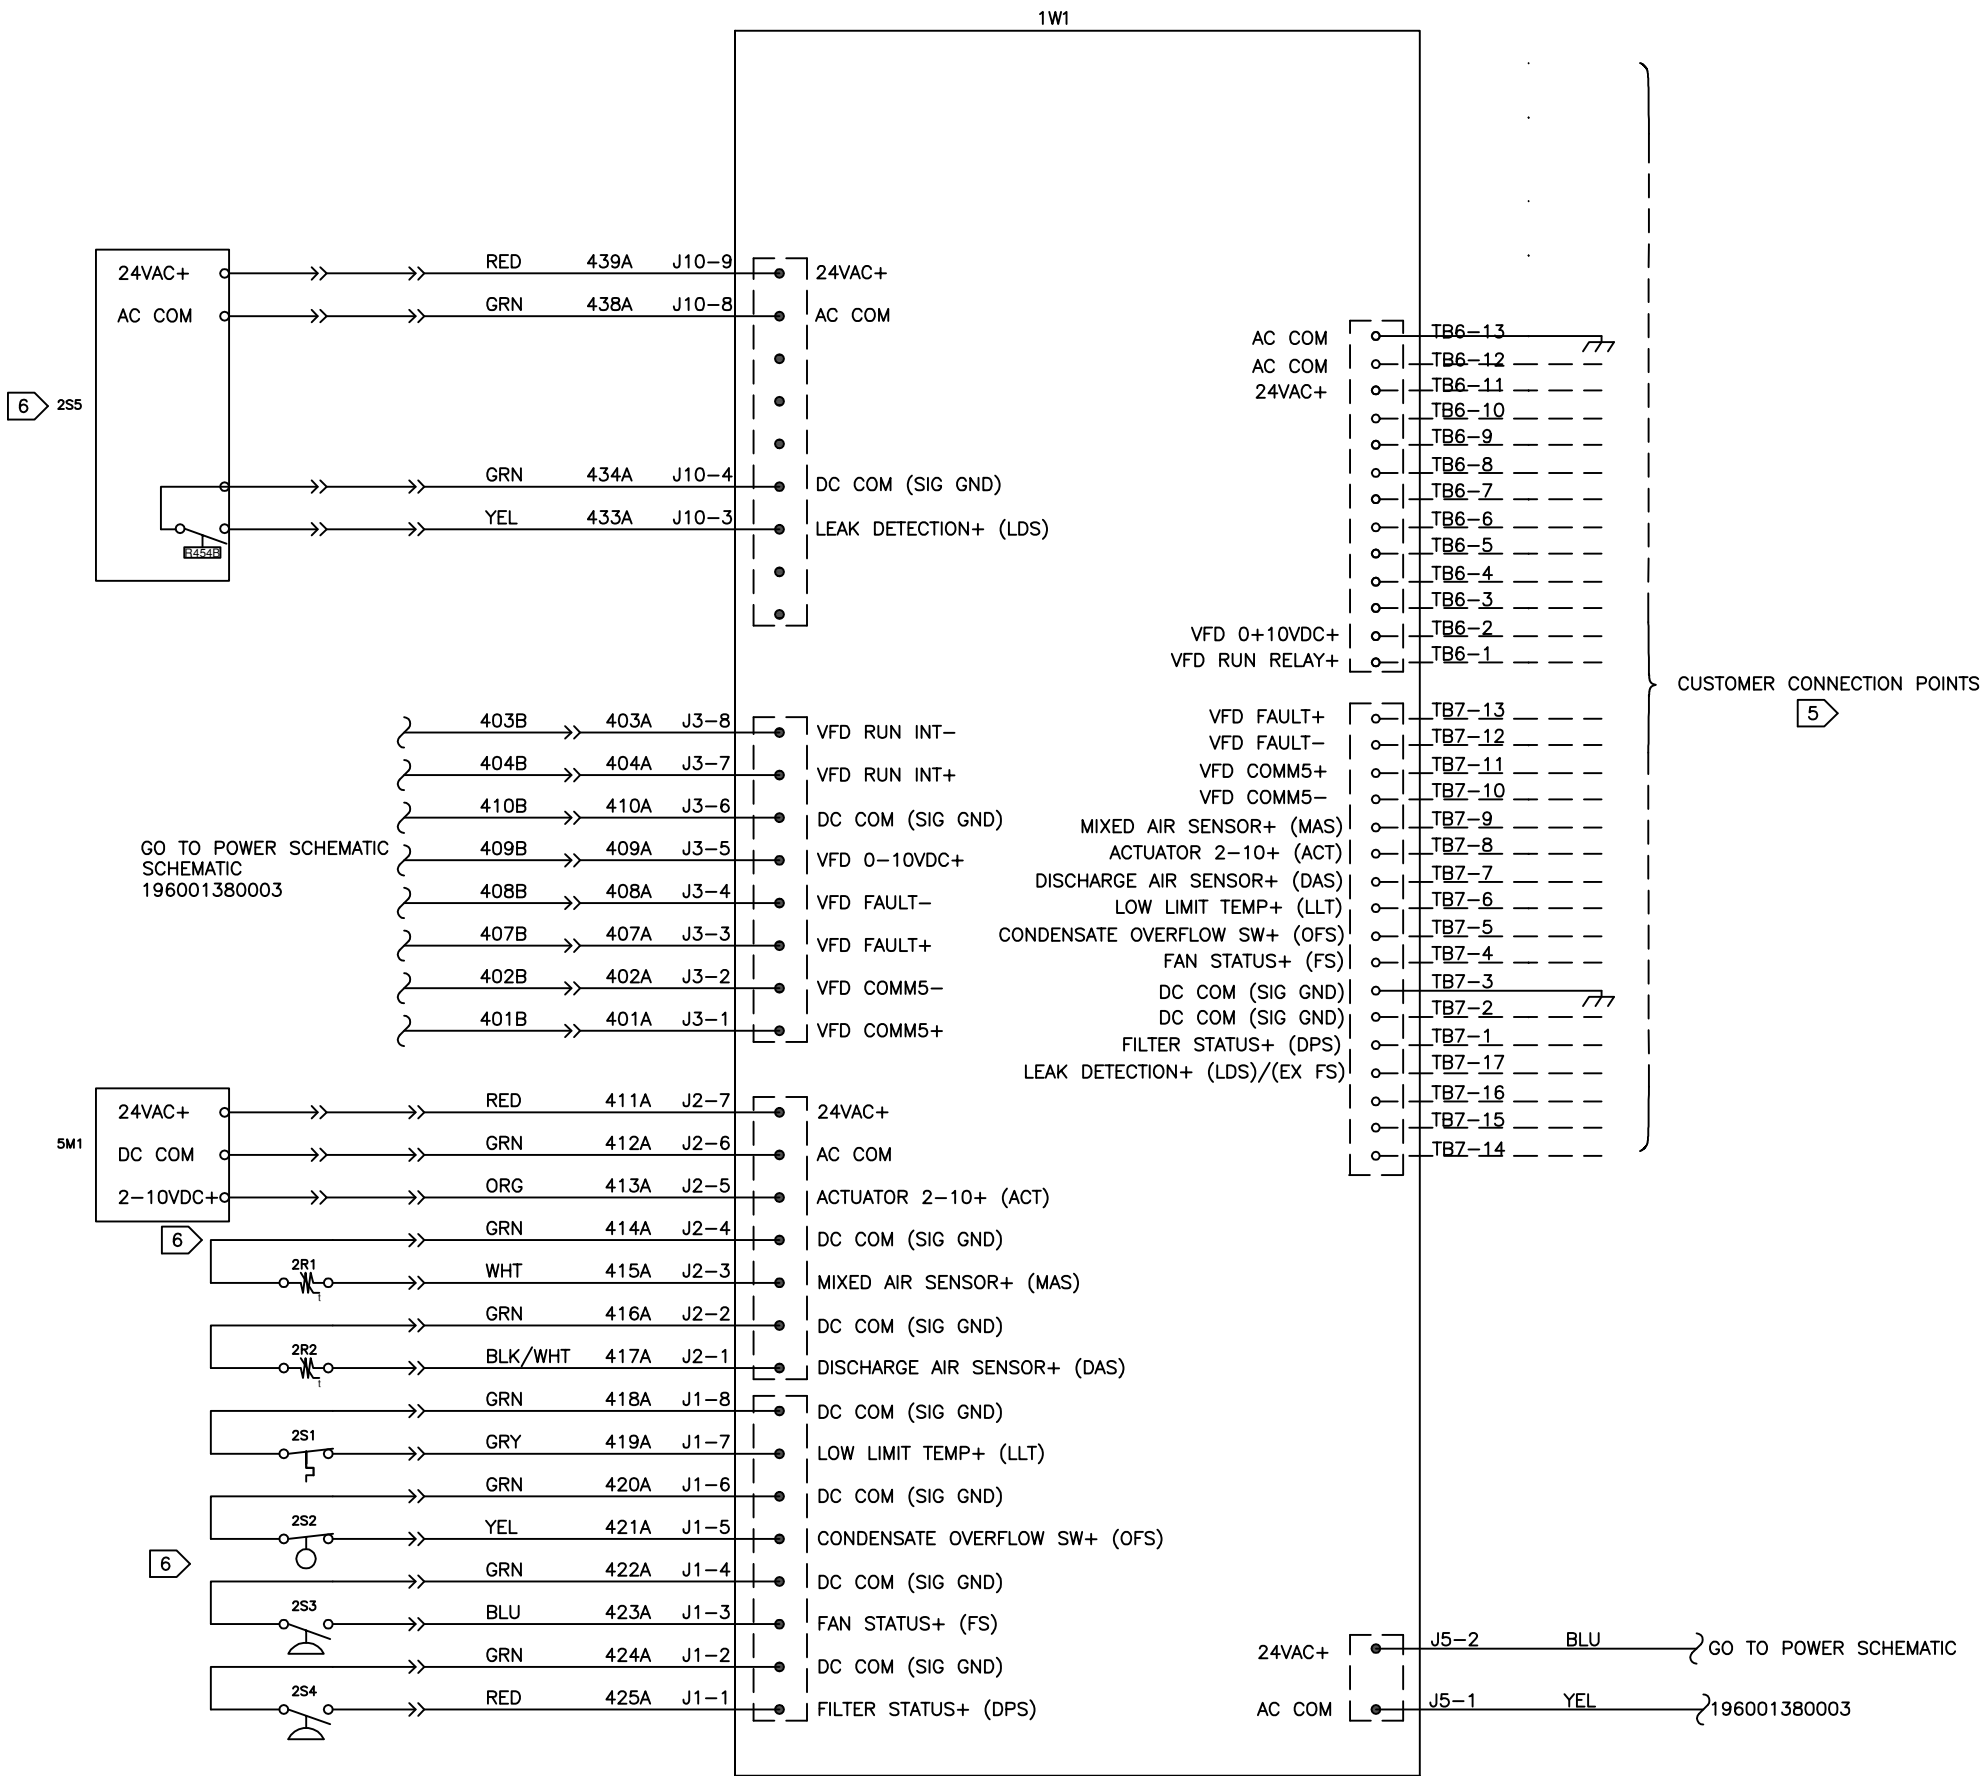 1W1
24VAC+ RED 439A J10-9 24VAC+
AC COM GRN 438A J10-8 AC COM
6 2S5
GRN 434A J10-4 DC COM (SIG GND)
YEL 433A J10-3 LEAK DETECTION+ (LDS)
R454B
403B 403A J3-8 VFD RUN INT-
404B 404A J3-7 VFD RUN INT+
410B 410A J3-6 DC COM (SIG GND)
409B 409A J3-5 VFD 0-10VDC+
408B 408A J3-4 VFD FAULT-
407B 407A J3-3 VFD FAULT+
402B 402A J3-2 VFD COMM5-
401B 401A J3-1 VFD COMM5+
GO TO POWER SCHEMATIC
SCHEMATIC
196001380003
5M1
24VAC+ RED 411A J2-7 24VAC+
DC COM GRN 412A J2-6 AC COM
2-10VDC+ ORG 413A J2-5 ACTUATOR 2-10+ (ACT)
6
GRN 414A J2-4 DC COM (SIG GND)
2R1 WHT 415A J2-3 MIXED AIR SENSOR+ (MAS)
t
GRN 416A J2-2 DC COM (SIG GND)
2R2 BLK/WHT 417A J2-1 DISCHARGE AIR SENSOR+ (DAS)
t
GRN 418A J1-8 DC COM (SIG GND)
2S1 GRY 419A J1-7 LOW LIMIT TEMP+ (LLT)
GRN 420A J1-6 DC COM (SIG GND)
2S2 YEL 421A J1-5 CONDENSATE OVERFLOW SW+ (OFS)
6
GRN 422A J1-4 DC COM (SIG GND)
2S3 BLU 423A J1-3 FAN STATUS+ (FS)
GRN 424A J1-2 DC COM (SIG GND)
2S4 RED 425A J1-1 FILTER STATUS+ (DPS)
AC COM TB6-13
AC COM TB6-12
24VAC+ TB6-11
TB6-10
TB6-9
TB6-8
TB6-7
TB6-6
TB6-5
TB6-4
TB6-3
VFD 0+10VDC+ TB6-2
VFD RUN RELAY+ TB6-1
CUSTOMER CONNECTION POINTS
5
VFD FAULT+ TB7-13
VFD FAULT- TB7-12
VFD COMM5+ TB7-11
VFD COMM5- TB7-10
MIXED AIR SENSOR+ (MAS) TB7-9
ACTUATOR 2-10+ (ACT) TB7-8
DISCHARGE AIR SENSOR+ (DAS) TB7-7
LOW LIMIT TEMP+ (LLT) TB7-6
CONDENSATE OVERFLOW SW+ (OFS) TB7-5
FAN STATUS+ (FS) TB7-4
DC COM (SIG GND) TB7-3
DC COM (SIG GND) TB7-2
FILTER STATUS+ (DPS) TB7-1
LEAK DETECTION+ (LDS)/(EX FS) TB7-17
TB7-16
TB7-15
TB7-14
24VAC+ J5-2 BLU GO TO POWER SCHEMATIC
AC COM J5-1 YEL 196001380003